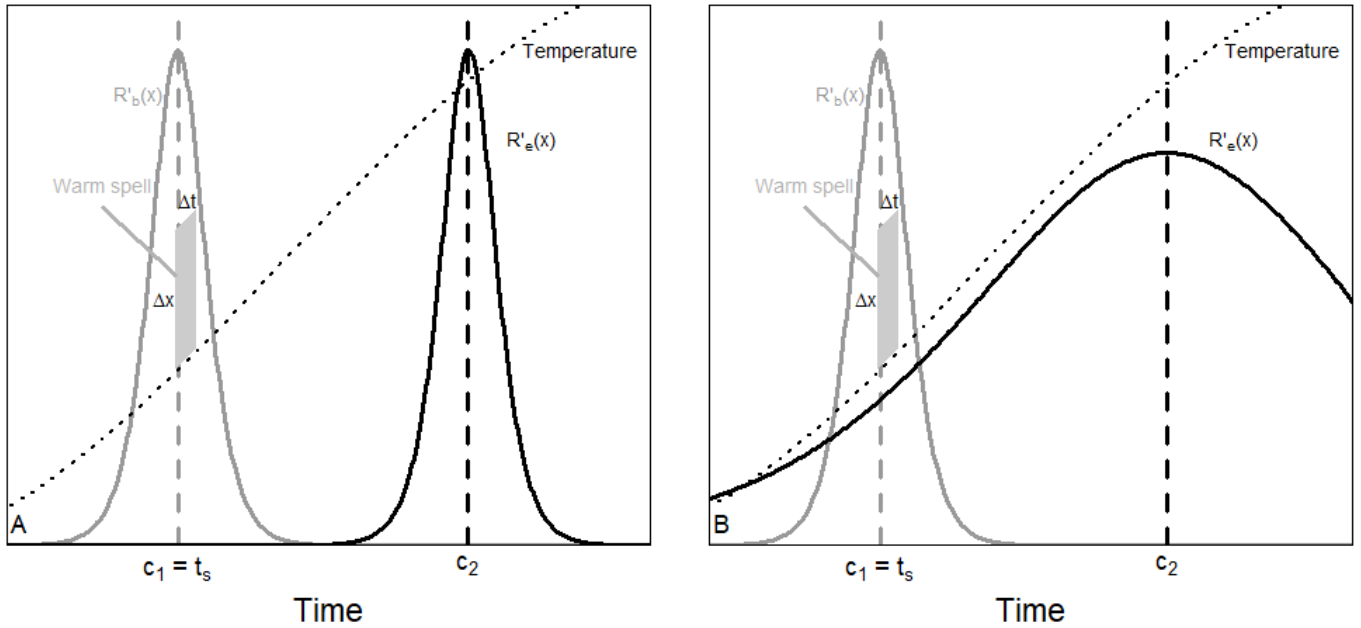 Temperature
R'b(x)
R'e(x)
Warm spell
Δt
Δx
A
c1 = ts
c2
Time
Temperature
R'b(x)
R'e(x)
Warm spell
Δt
Δx
B
c1 = ts
c2
Time